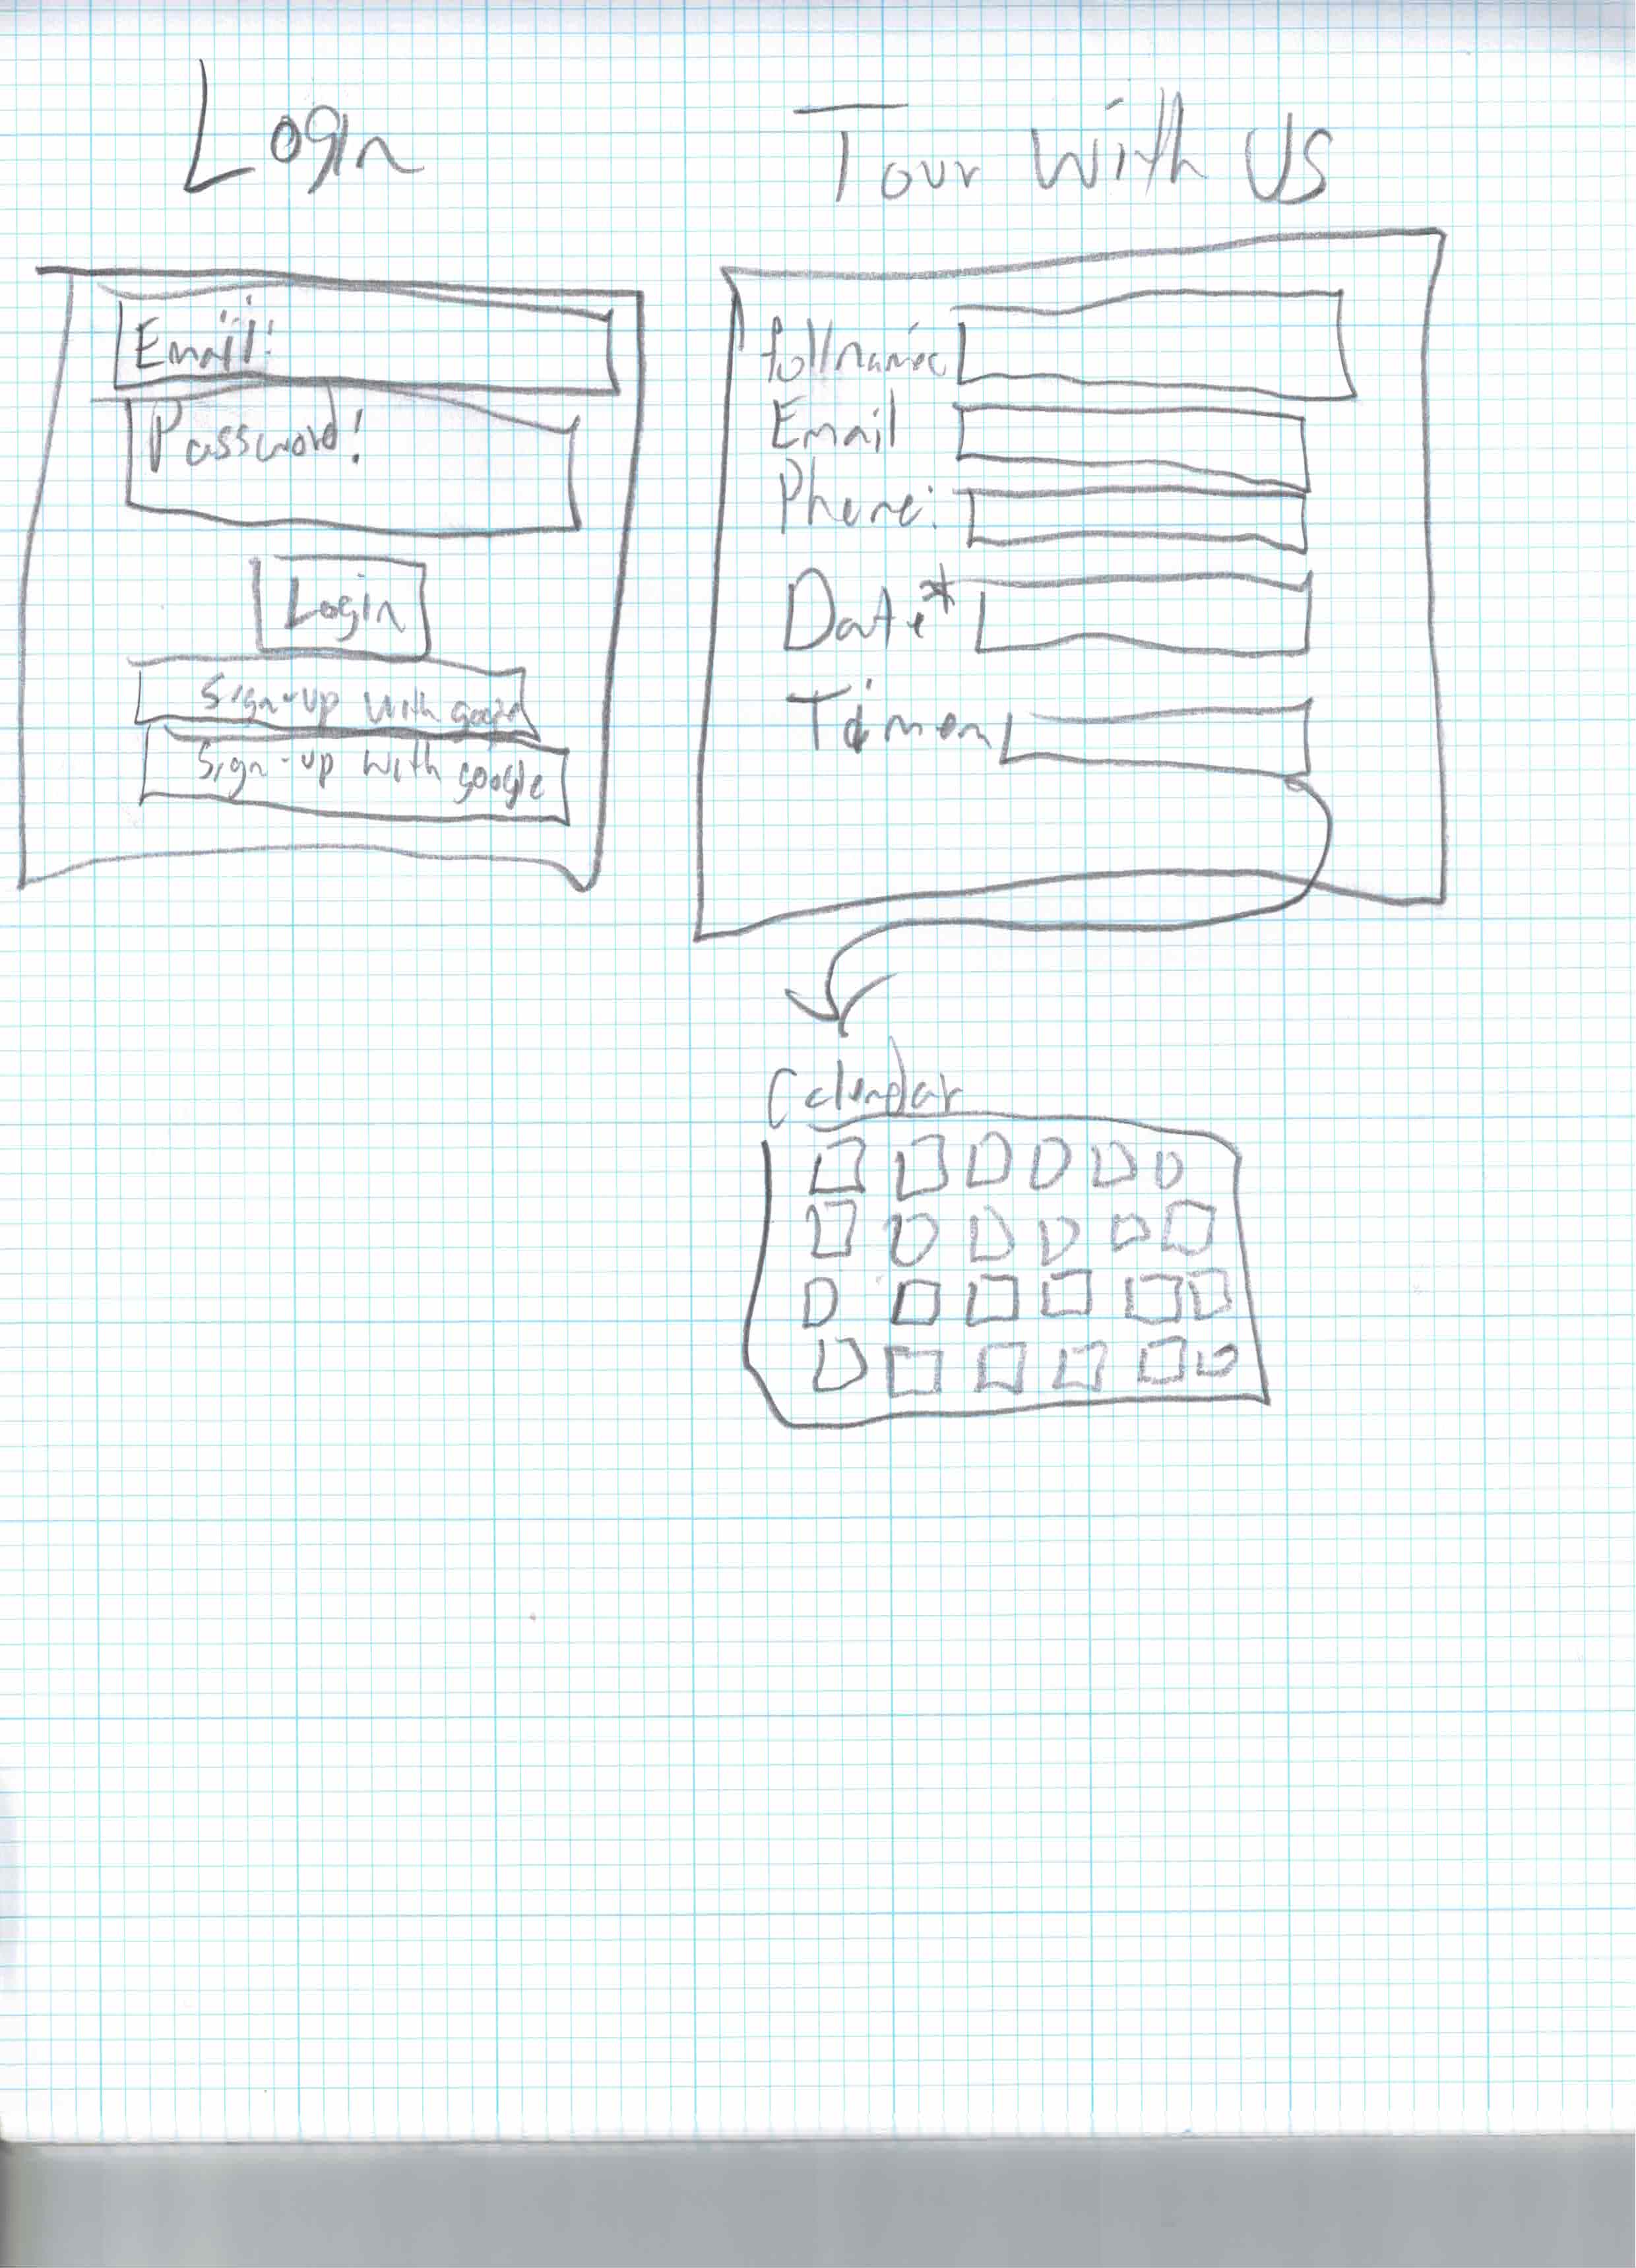 Login
Email:
Password!
Login
Sign-up with google
Sign-up with google
Tour With US
fullname
Email
Phone:
Date*
Calendar